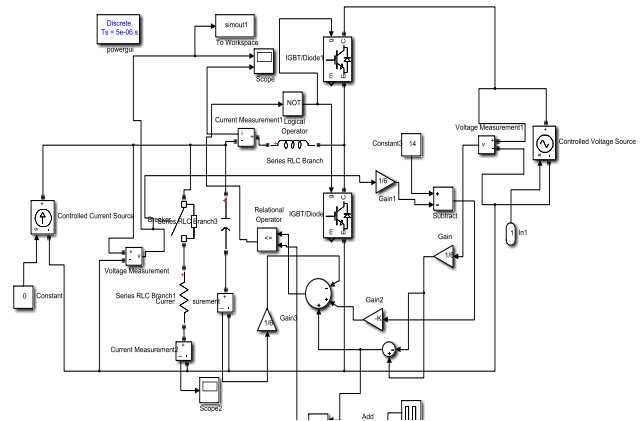 Discrete,
Ts = 5e-06 s.
powergui
simout1
To Workspace
Scope
g
C
m
E
IGBT/Diode1
NOT
Logical
Operator
Current Measurement1
Series RLC Branch
Constant3
14
Voltage Measurement1
v
Controlled Voltage Source
1/6
Gain1
Subtract
Controlled Current Source
Breaker
Series RLC Branch3
Relational
Operator
<=
g
C
m
E
IGBT/Diode
Gain
1/6
1
In1
v
Voltage Measurement
0
Constant
Series RLC Branch1
Curre
surement
1/6
Gain3
Gain2
-K-
Current Measurement2
Scope2
Add